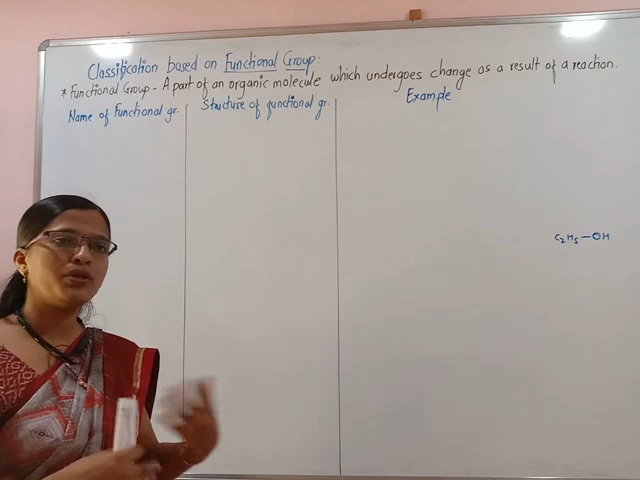 Classification based on Functional Group.
* Functional Group - A part of an organic molecule which undergoes change as a result of a reaction.
Name of Functional gr. Structure of functional gr. Example
C₂H₅—OH